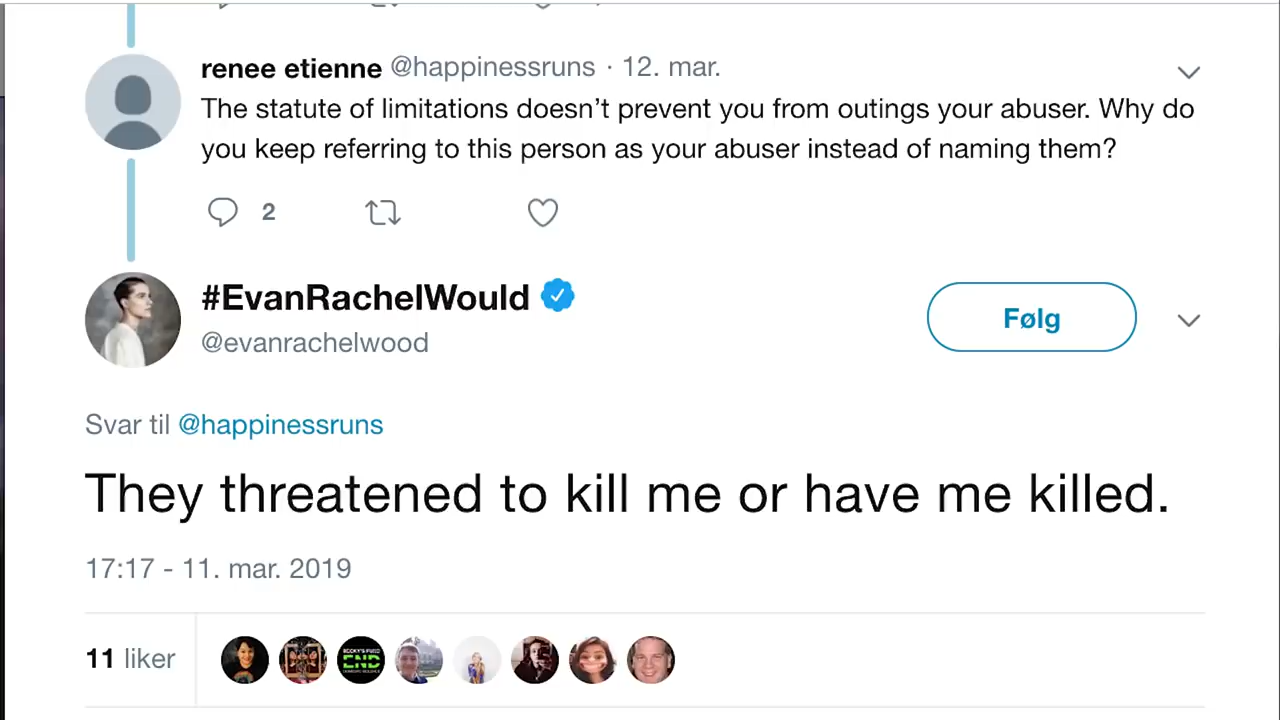 renee etienne @happinessruns · 12. mar.
The statute of limitations doesn't prevent you from outings your abuser. Why do
you keep referring to this person as your abuser instead of naming them?
2
#EvanRachelWould
@evanrachelwood
Følg
Svar til @happinessruns
They threatened to kill me or have me killed.
17:17 - 11. mar. 2019
11 liker
END